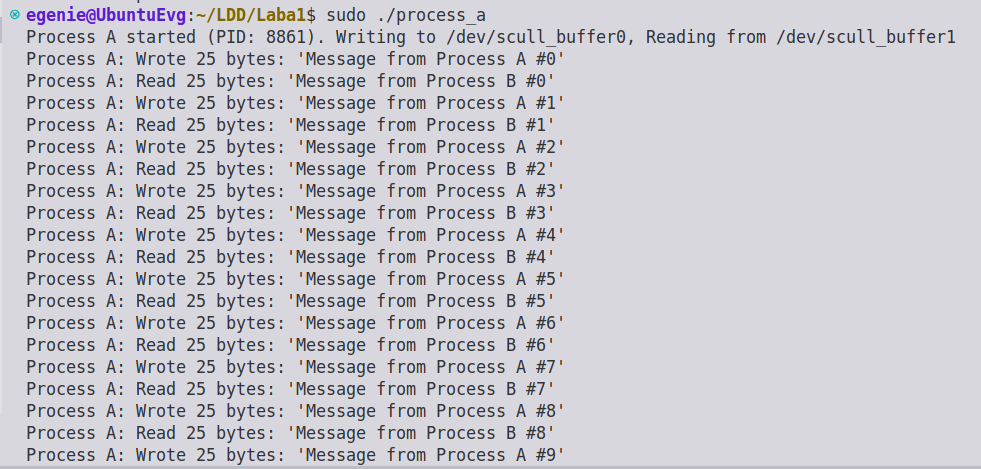 egenie@UbuntuEvg:~/LDD/Laba1$ sudo ./process_a
Process A started (PID: 8861). Writing to /dev/scull_buffer0, Reading from /dev/scull_buffer1
Process A: Wrote 25 bytes: 'Message from Process A #0'
Process A: Read 25 bytes: 'Message from Process B #0'
Process A: Wrote 25 bytes: 'Message from Process A #1'
Process A: Read 25 bytes: 'Message from Process B #1'
Process A: Wrote 25 bytes: 'Message from Process A #2'
Process A: Read 25 bytes: 'Message from Process B #2'
Process A: Wrote 25 bytes: 'Message from Process A #3'
Process A: Read 25 bytes: 'Message from Process B #3'
Process A: Wrote 25 bytes: 'Message from Process A #4'
Process A: Read 25 bytes: 'Message from Process B #4'
Process A: Wrote 25 bytes: 'Message from Process A #5'
Process A: Read 25 bytes: 'Message from Process B #5'
Process A: Wrote 25 bytes: 'Message from Process A #6'
Process A: Read 25 bytes: 'Message from Process B #6'
Process A: Wrote 25 bytes: 'Message from Process A #7'
Process A: Read 25 bytes: 'Message from Process B #7'
Process A: Wrote 25 bytes: 'Message from Process A #8'
Process A: Read 25 bytes: 'Message from Process B #8'
Process A: Wrote 25 bytes: 'Message from Process A #9'